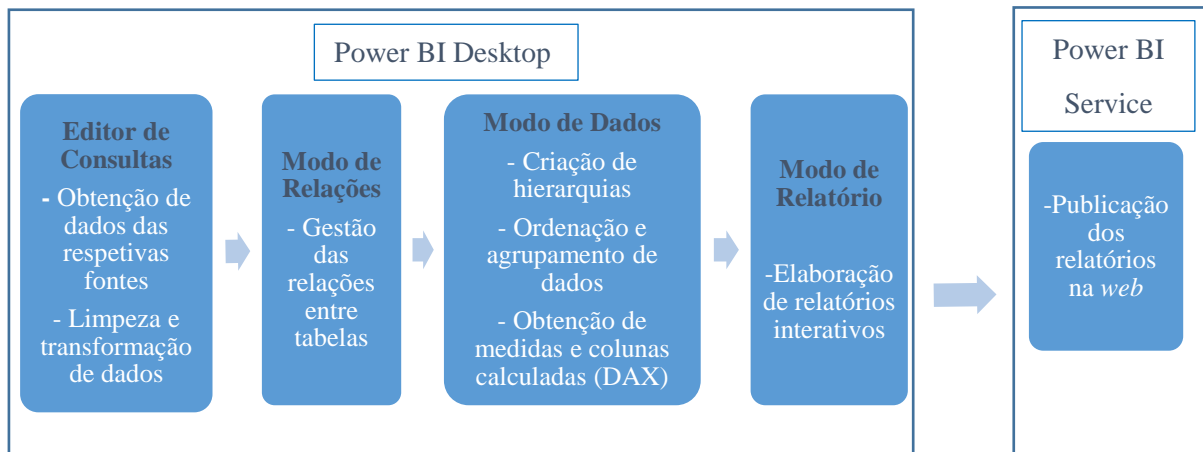 Power BI Desktop
Editor de
Consultas
- Obtenção de
dados das
respetivas
fontes
- Limpeza e
transformação
de dados
Modo de
Relações
- Gestão
das
relações
entre
tabelas
Modo de Dados
- Criação de
hierarquias
- Ordenação e
agrupamento de
dados
- Obtenção de
medidas e colunas
calculadas (DAX)
Modo de
Relatório
-Elaboração
de relatórios
interativos
Power BI
Service
-Publicação
dos
relatórios
na web